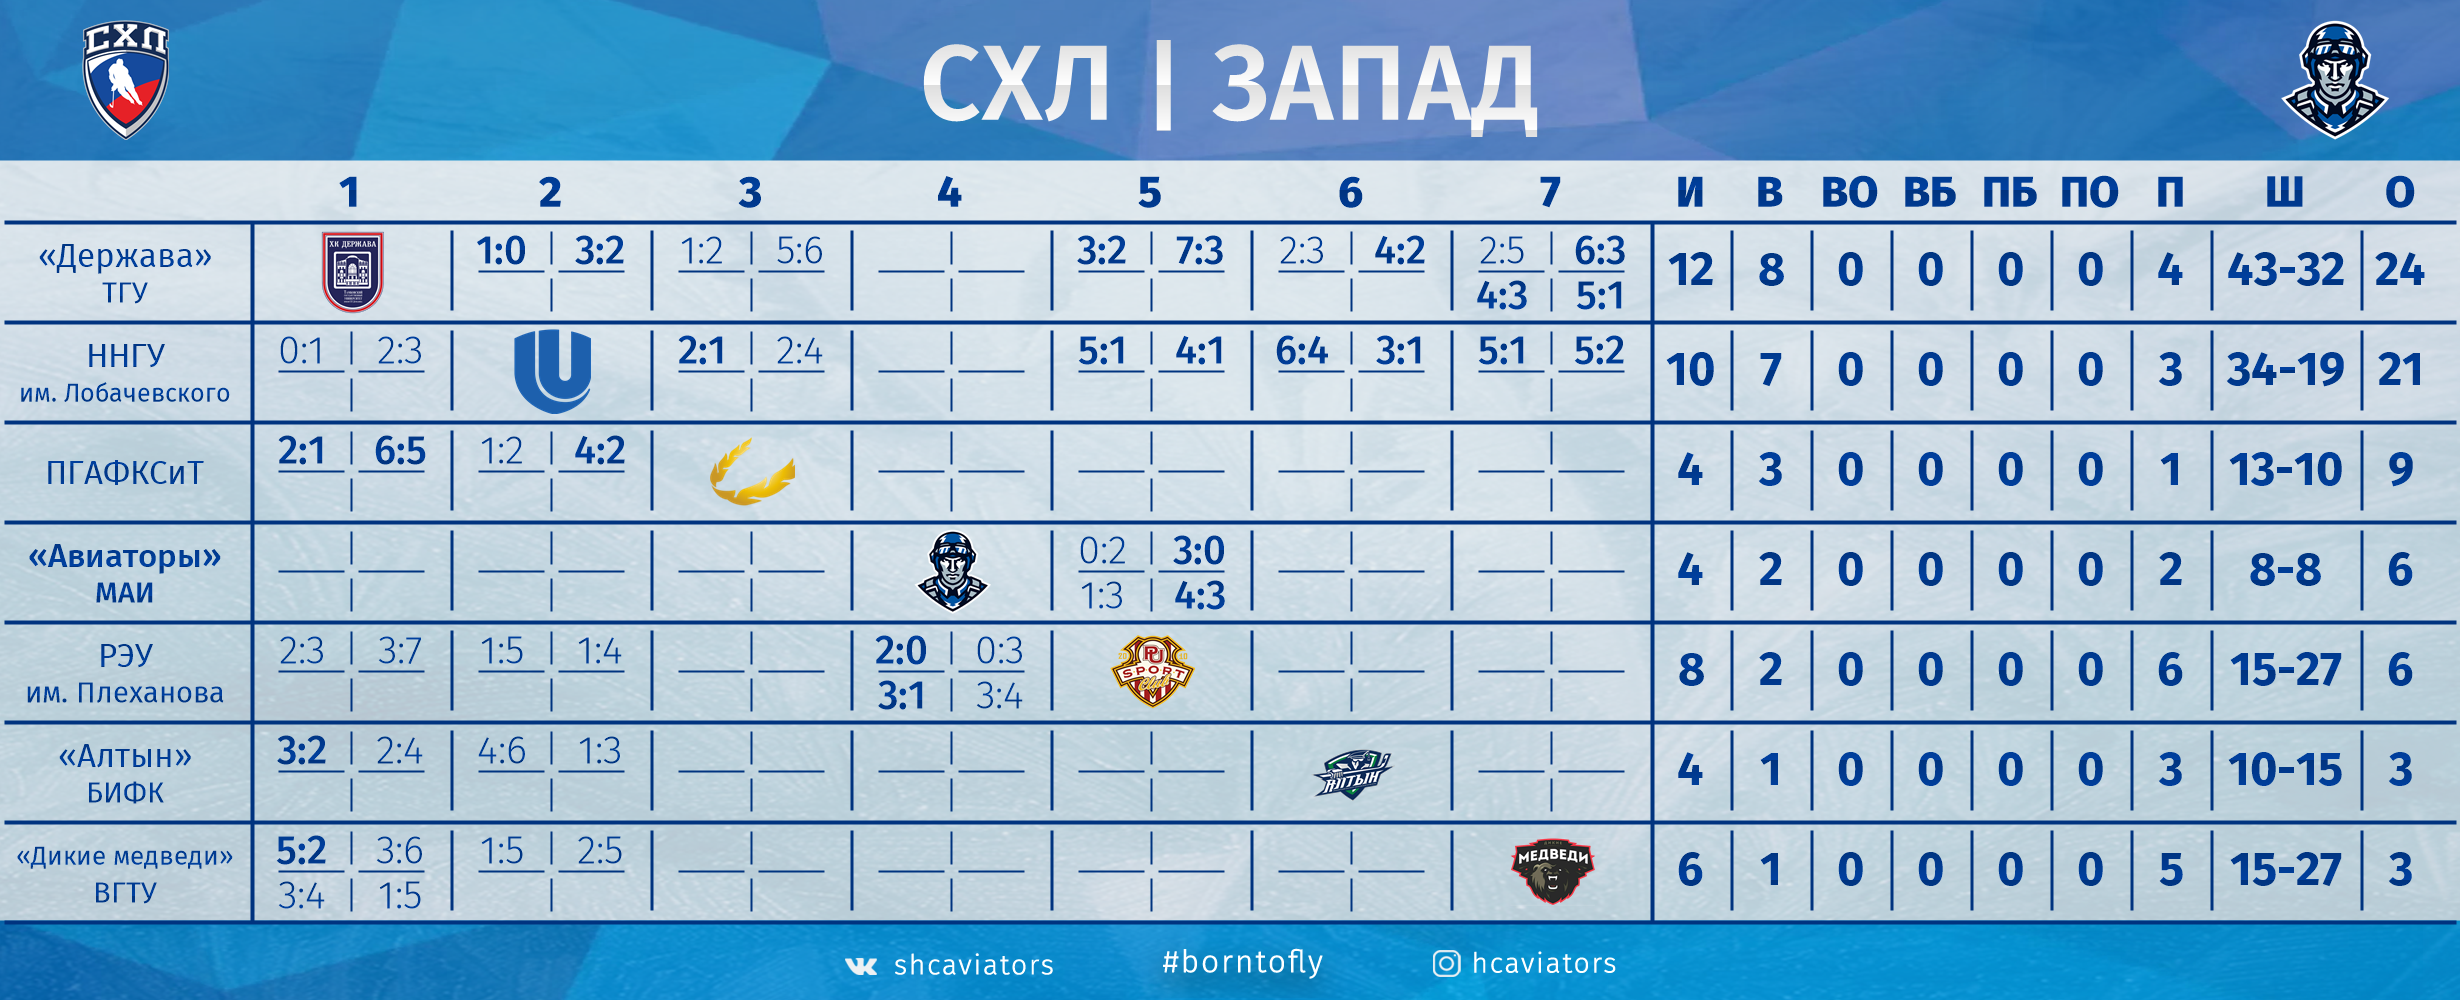 СХЛ
СХЛ | ЗАПАД
1 2 3 4 5 6 7 И В ВО ВБ ПБ ПО П Ш О
«Держава» ХК ДЕРЖАВА 1:0 3:2 1:2 5:6 3:2 7:3 2:3 4:2 2:5 6:3 12 8 0 0 0 0 4 43-32 24
ТГУ 4:3 5:1
ННГУ 0:1 2:3 2:1 2:4 5:1 4:1 6:4 3:1 5:1 5:2 10 7 0 0 0 0 3 34-19 21
им. Лобачевского
ПГАФКСиТ 2:1 6:5 1:2 4:2 4 3 0 0 0 0 1 13-10 9
«Авиаторы» 0:2 3:0 4 2 0 0 0 0 2 8-8 6
МАИ 1:3 4:3
РЭУ 2:3 3:7 1:5 1:4 2:0 0:3 PU SPORT Club 8 2 0 0 0 0 6 15-27 6
им. Плеханова 3:1 3:4
«Алтын» 3:2 2:4 4:6 1:3 АЛТЫН 4 1 0 0 0 0 3 10-15 3
БИФК
«Дикие медведи» 5:2 3:6 1:5 2:5 МЕДВЕДИ 6 1 0 0 0 0 5 15-27 3
ВГТУ 3:4 1:5
shcaviators #borntofly hcaviators